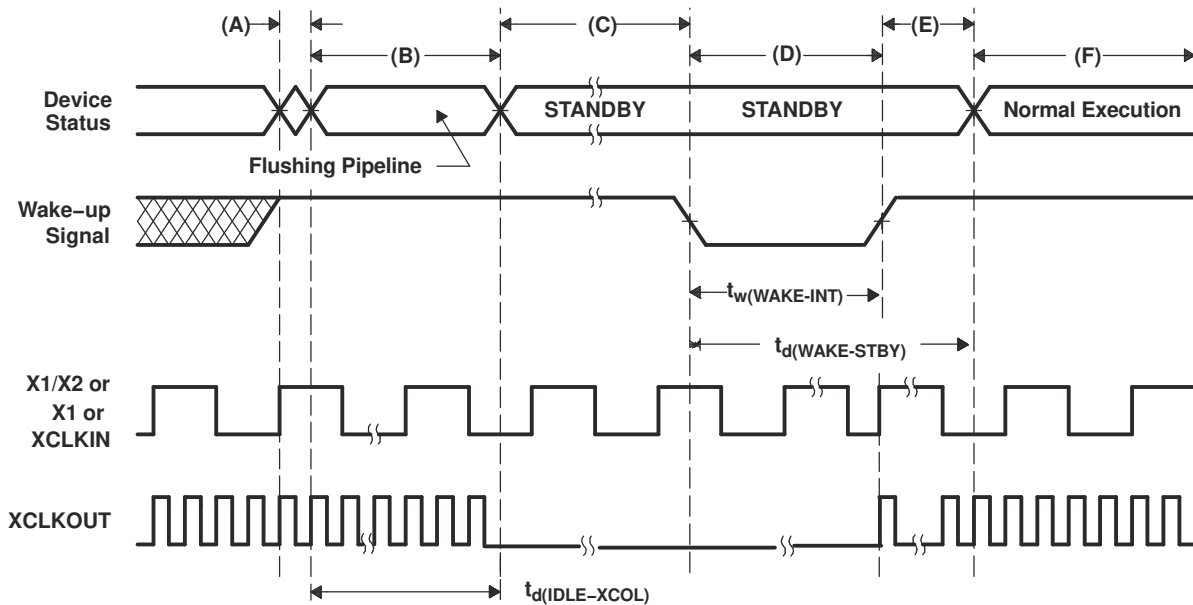 (A)
(B)
(C)
(D)
(E)
(F)
Device
Status
STANDBY
STANDBY
Normal Execution
Flushing Pipeline
Wake−up
Signal
tw(WAKE-INT)
td(WAKE-STBY)
X1/X2 or
X1 or
XCLKIN
XCLKOUT
td(IDLE−XCOL)